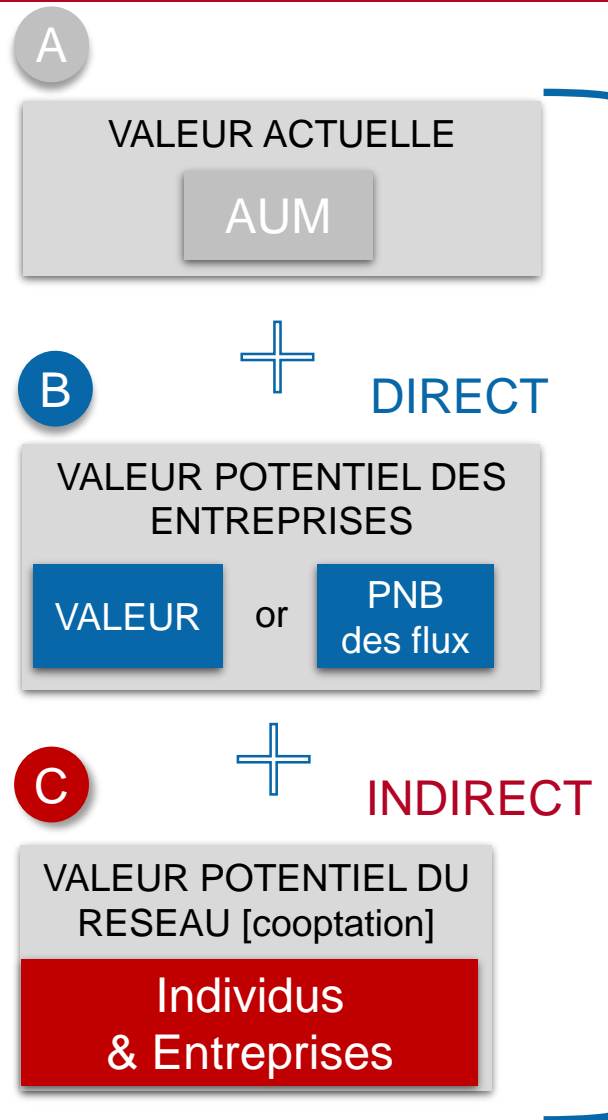 A
VALEUR ACTUELLE
AUM
B
DIRECT
VALEUR POTENTIEL DES
ENTREPRISES
VALEUR
or
PNB
des flux
C
INDIRECT
VALEUR POTENTIEL DU
RESEAU [cooptation]
Individus
& Entreprises